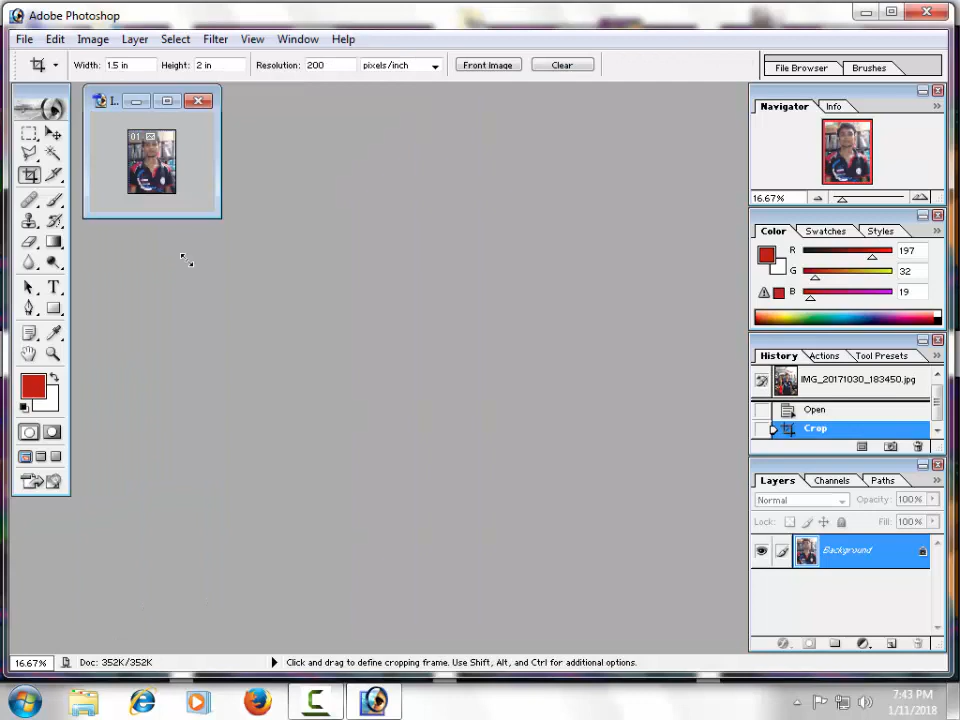 Adobe Photoshop
File Edit Image Layer Select Filter View Window Help
Width: 1.5 in Height: 2 in Resolution: 200 pixels/inch Front Image Clear File Browser Brushes
L.
01
Navigator Info
16.67%
Color Swatches Styles
R 197
G 32
B 19
History Actions Tool Presets
IMG_20171030_183450.jpg
Open
Crop
Layers Channels Paths
Normal Opacity: 100%
Lock: Fill: 100%
Background
T
16.67% Doc: 352K/352K Click and drag to define cropping frame. Use Shift, Alt, and Ctrl for additional options.
7:43 PM
1/11/2018